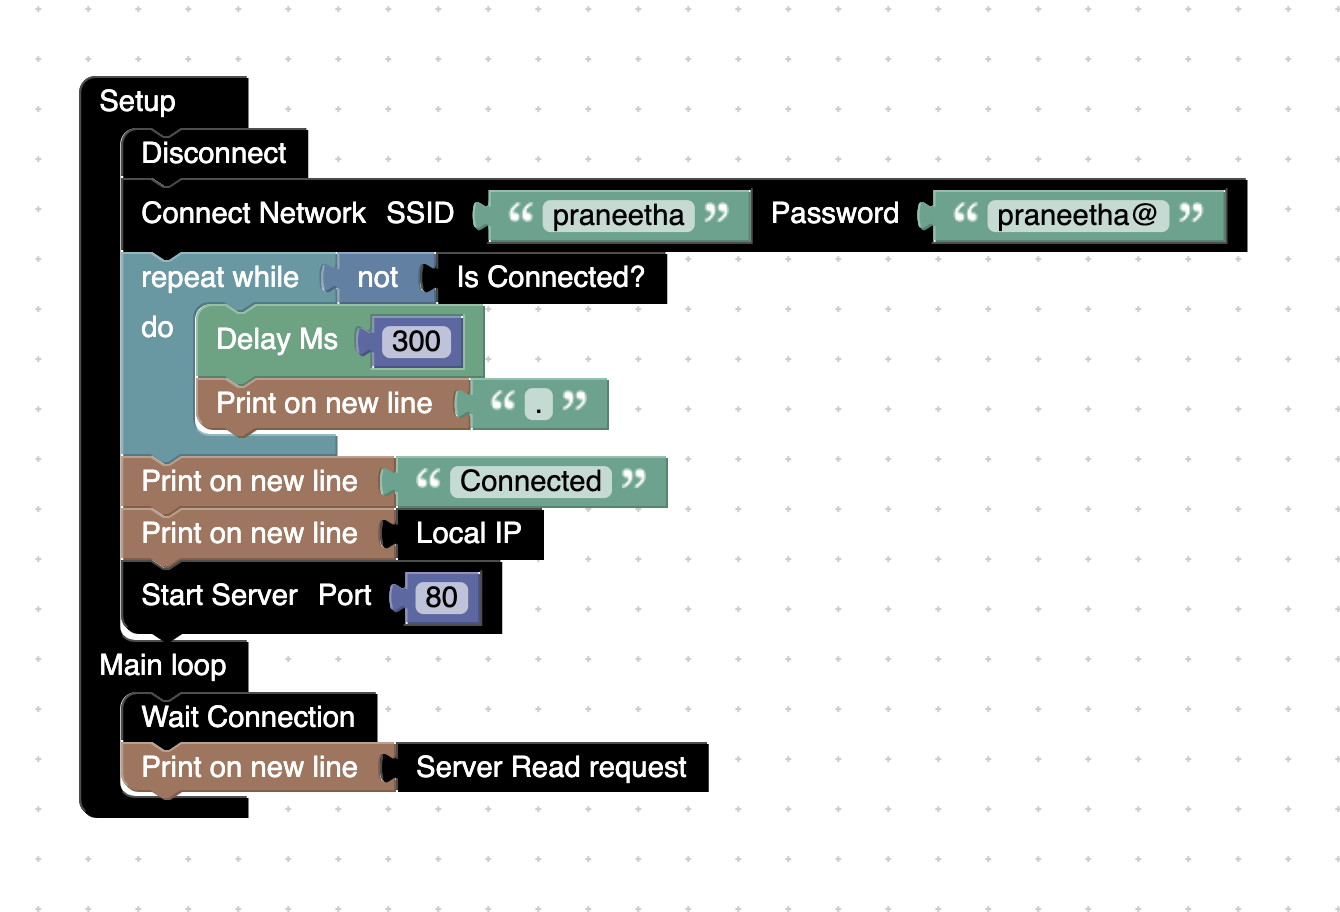 Setup
Disconnect
Connect Network SSID “ praneetha ” Password “ praneetha@ ”
repeat while not Is Connected?
do Delay Ms 300
Print on new line “ . ”
Print on new line “ Connected ”
Print on new line Local IP
Start Server Port 80
Main loop
Wait Connection
Print on new line Server Read request